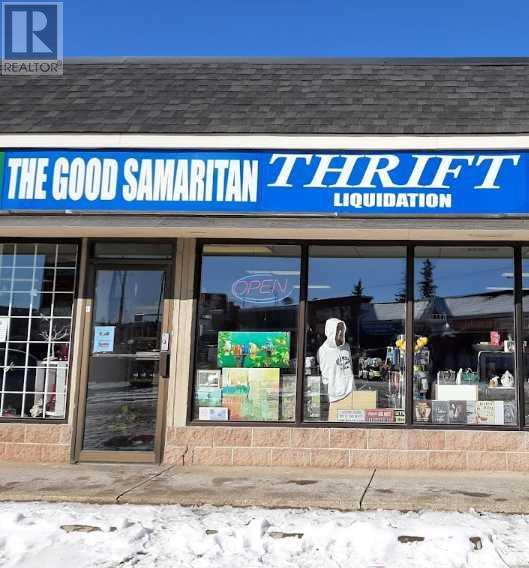 REALTOR
THE GOOD SAMARITAN THRIFT
LIQUIDATION
OPEN